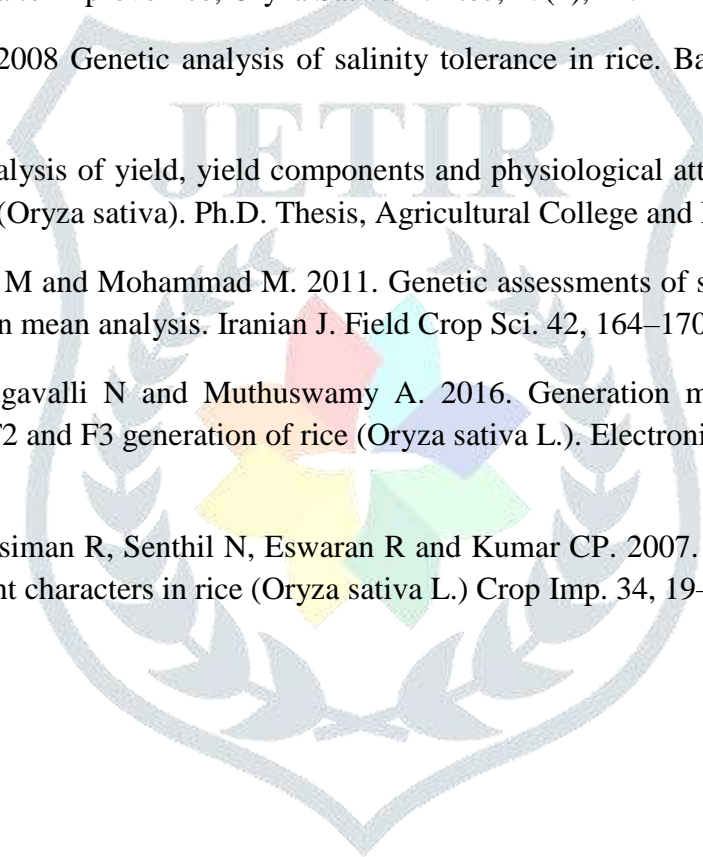 2008 Genetic analysis of salinity tolerance in rice. Ba
JETIR
alysis of yield, yield components and physiological att
(Oryza sativa). Ph.D. Thesis, Agricultural College and
M and Mohammad M. 2011. Genetic assessments of s
n mean analysis. Iranian J. Field Crop Sci. 42, 164–170
gavalli N and Muthuswamy A. 2016. Generation m
F2 and F3 generation of rice (Oryza sativa L.). Electroni
siman R, Senthil N, Eswaran R and Kumar CP. 2007.
nt characters in rice (Oryza sativa L.) Crop Imp. 34, 19–